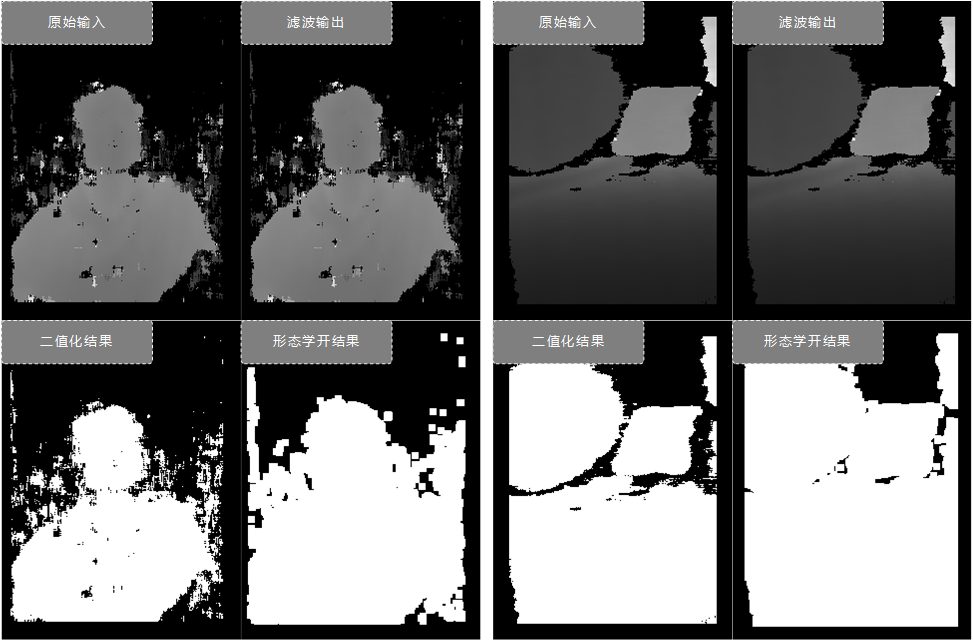 原始输入
滤波输出
原始输入
滤波输出
二值化结果
形态学开结果
二值化结果
形态学开结果